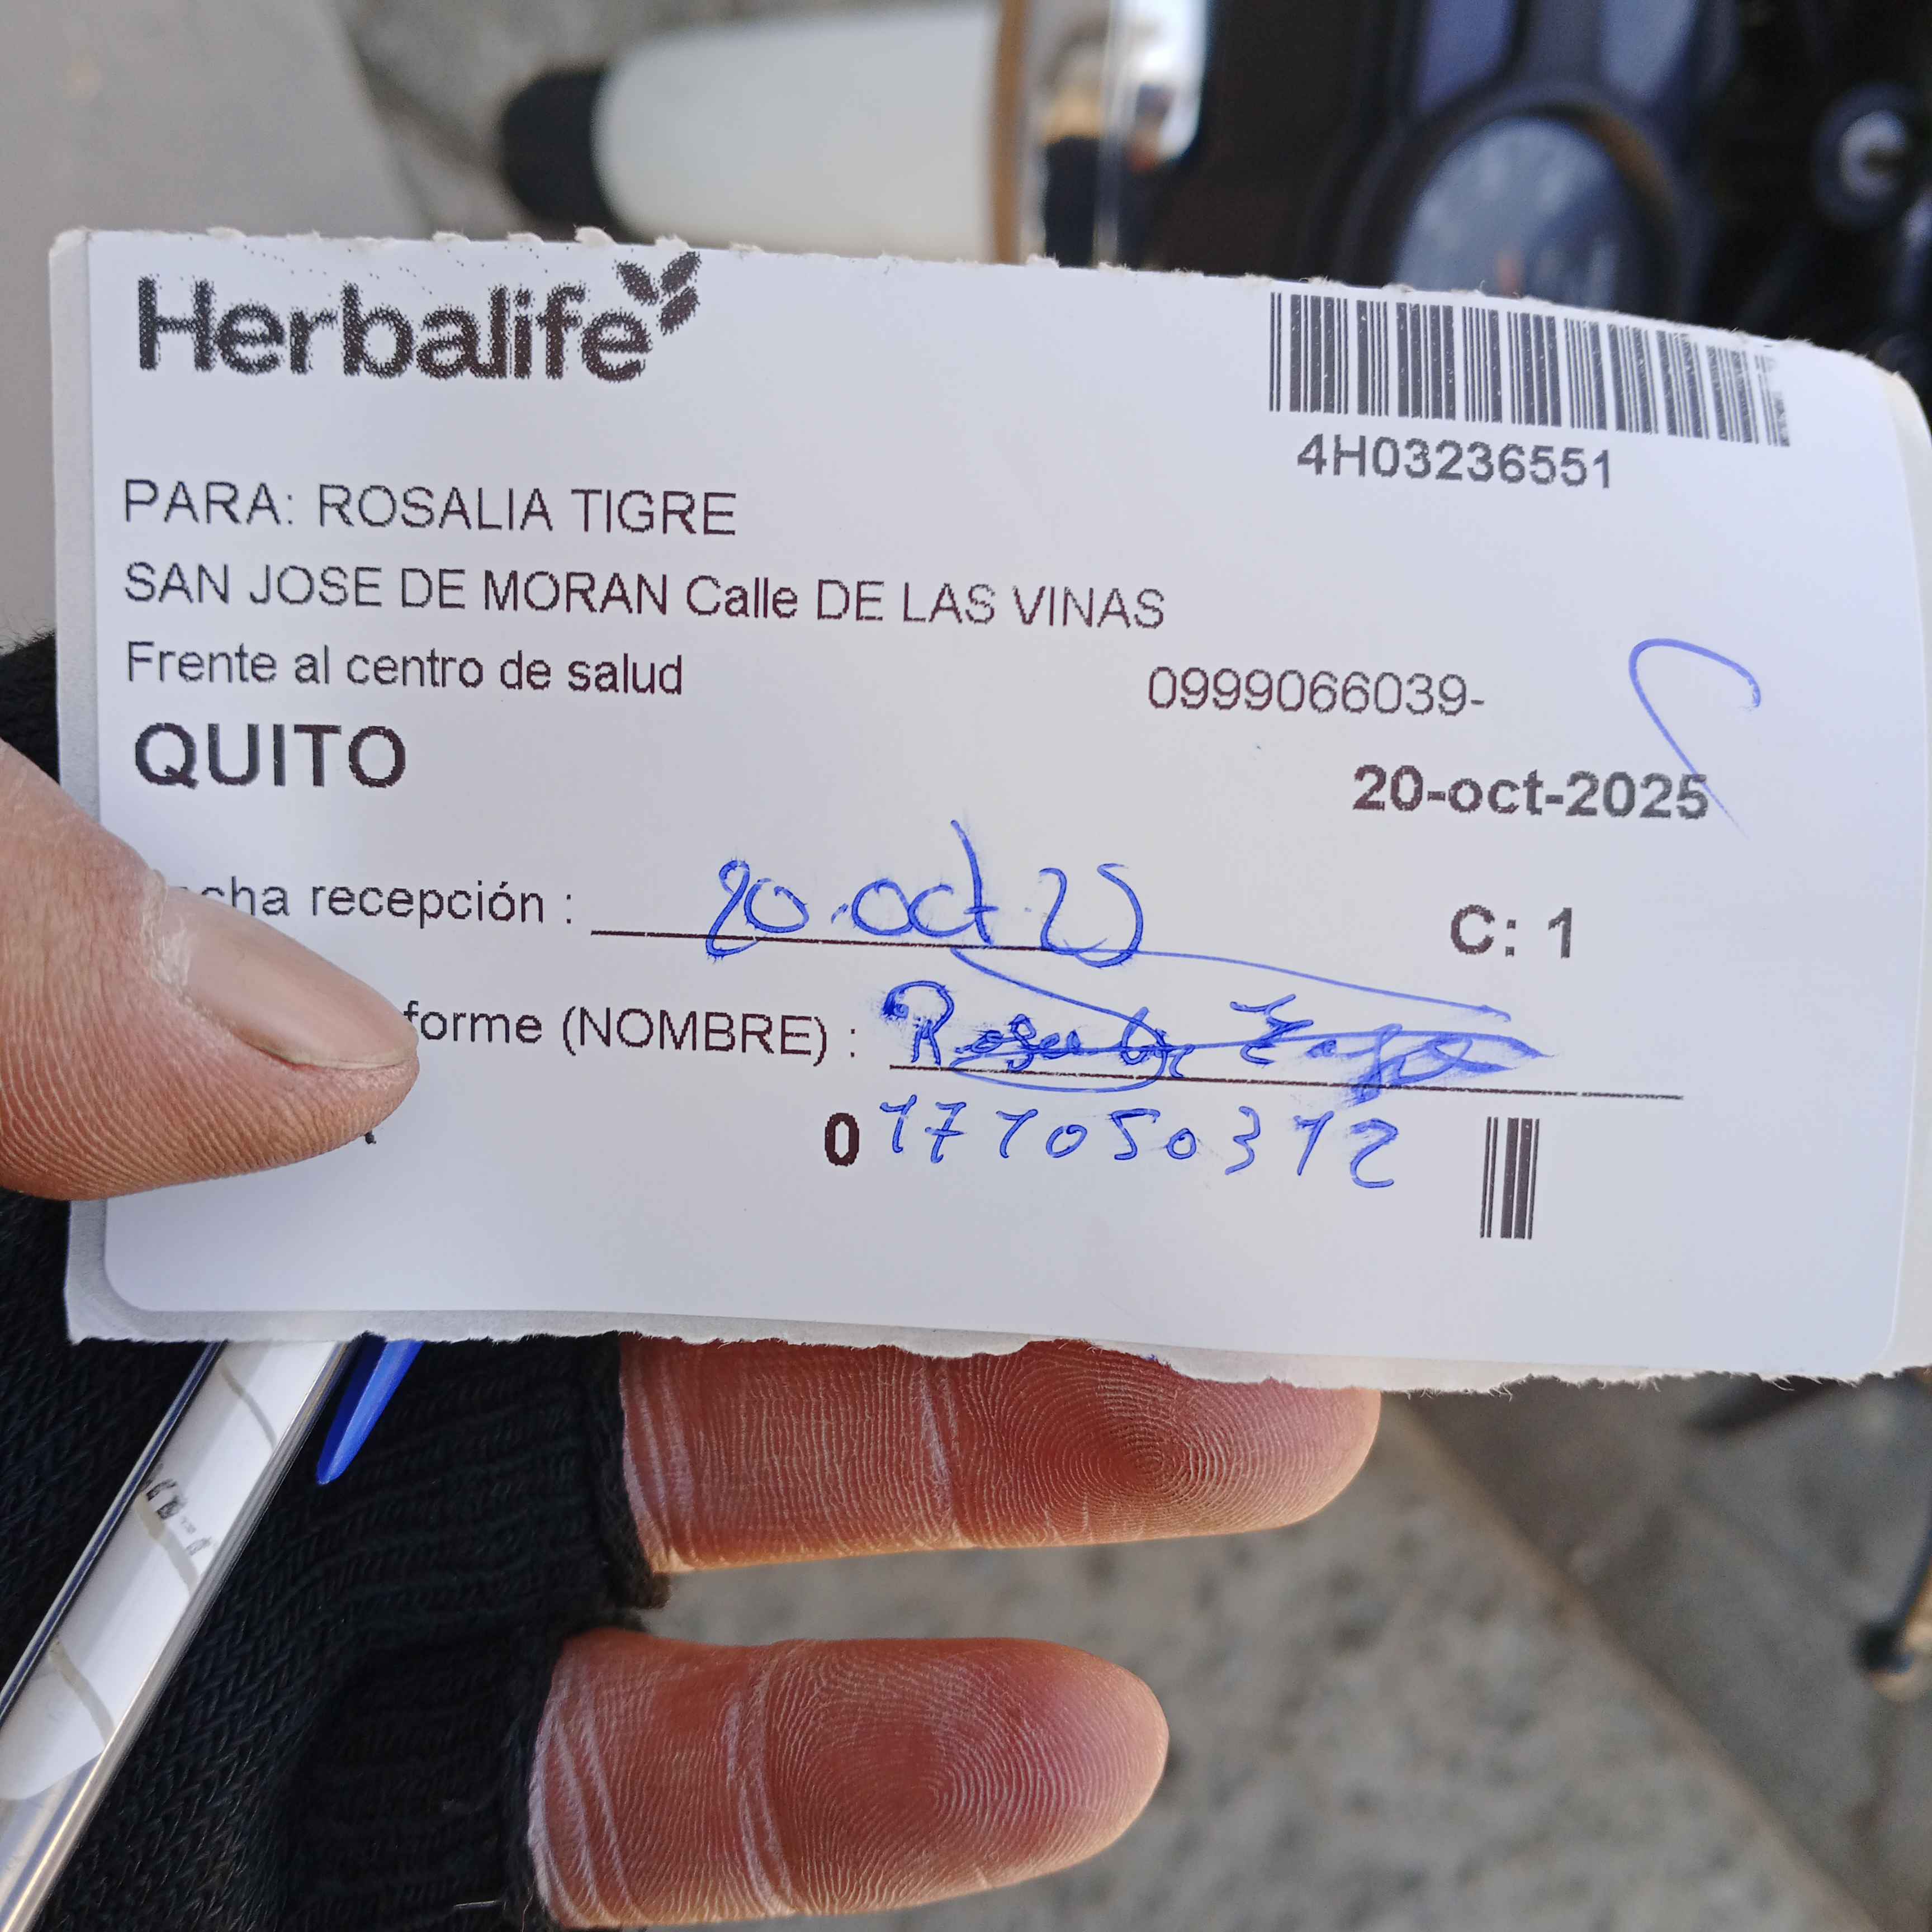 Herbalife
4H03236551
PARA: ROSALIA TIGRE
SAN JOSE DE MORAN Calle DE LAS VINAS
Frente al centro de salud
0999066039-
QUITO
20-oct-2025
cha recepción : 20.oct 25
C: 1
forme (NOMBRE) :
0 1771050312